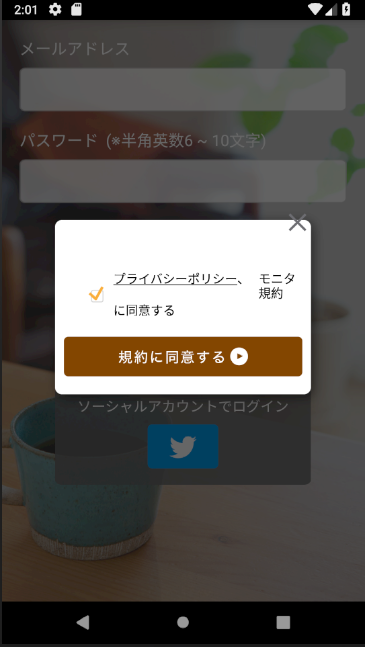 2:01
メールアドレス
パスワード (※半角英数6 ~ 10文字)
プライバシーポリシー、 モニタ
規約
に同意する
規約に同意する
ソーシャルアカウントでログイン